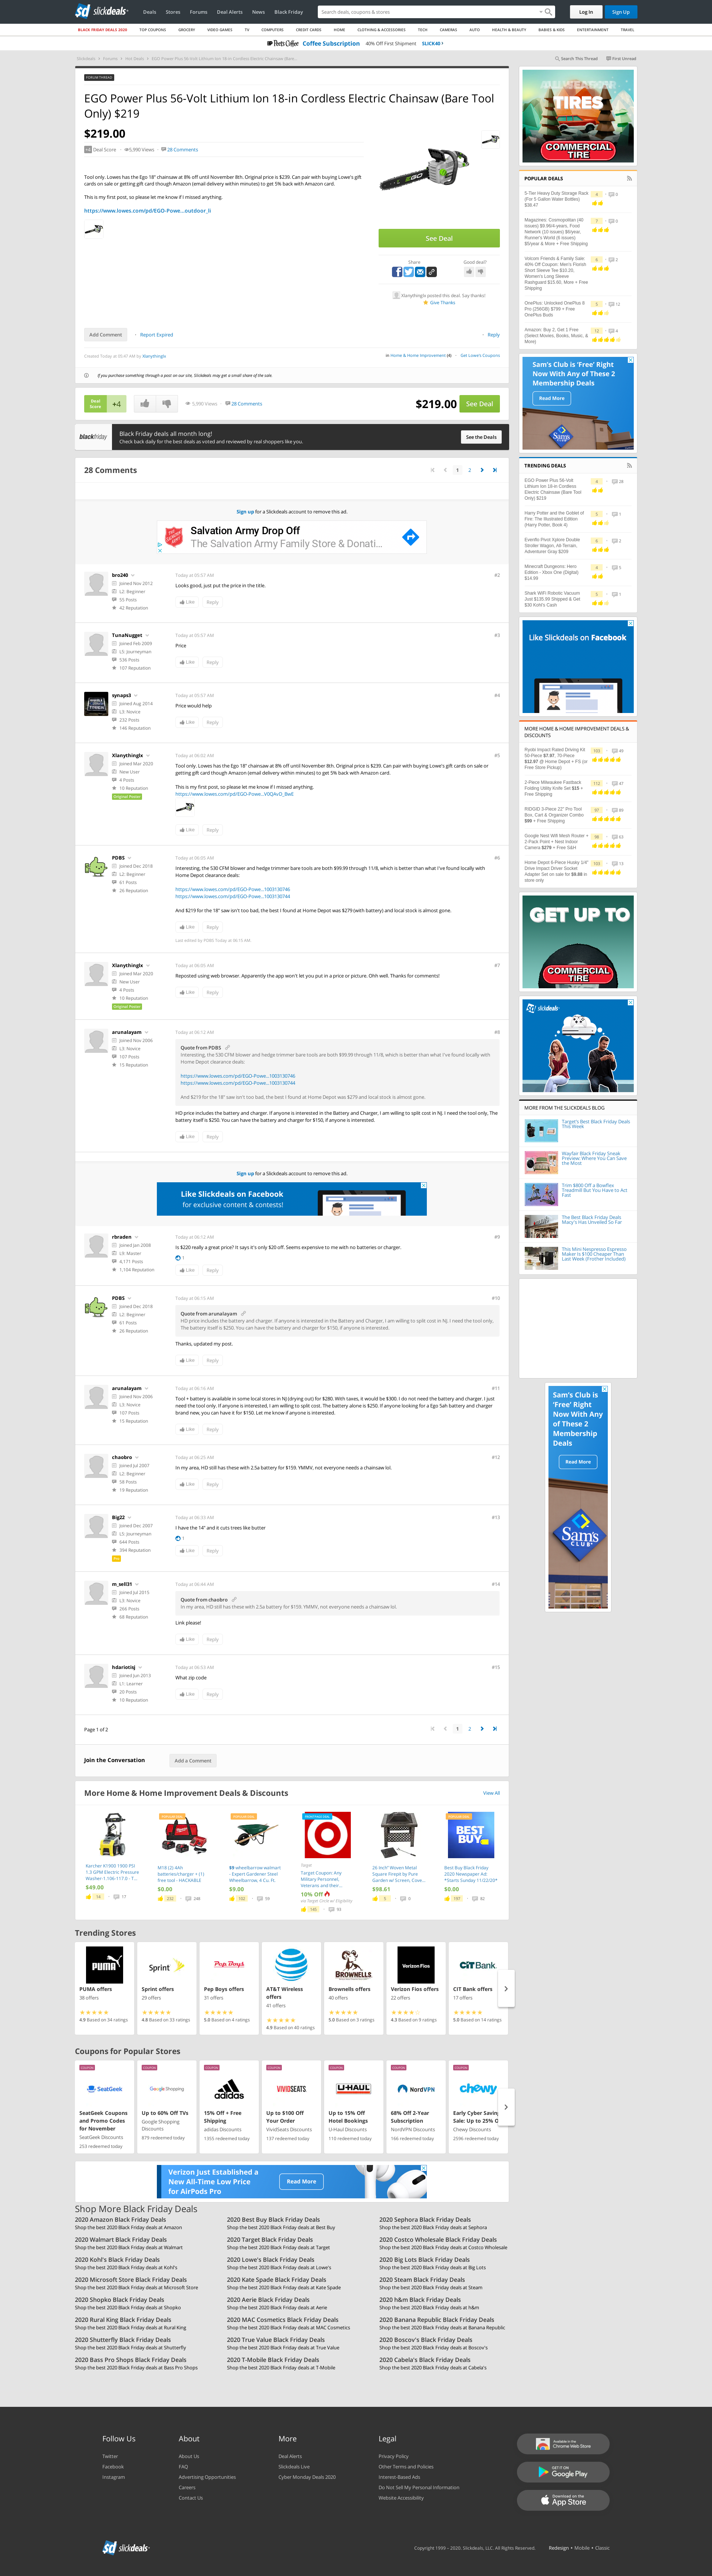 sd slickdeals
Deals Stores Forums Deal Alerts News Black Friday
Search deals, coupons & stores
Log In Sign Up
BLACK FRIDAY DEALS 2020 TOP COUPONS GROCERY VIDEO GAMES TV COMPUTERS CREDIT CARDS HOME CLOTHING & ACCESSORIES TECH CAMERAS AUTO HEALTH & BEAUTY BABIES & KIDS ENTERTAINMENT TRAVEL
Peet's Coffee Coffee Subscription 40% Off First Shipment SLICK40
Search This Thread First Unread
FORUM THREAD
EGO Power Plus 56-Volt Lithium Ion 18-in Cordless Electric Chainsaw (Bare Tool
Only) $219
$219.00
+4 Deal Score 5,990 Views 28 Comments
Tool only. Lowes has the Ego 18" chainsaw at 8% off until November 8th. Original price is $239. Can pair with buying Lowe's gift
cards on sale or getting gift card though Amazon (extend delivery within minutes) to get 5% back with Amazon card.
This is my first post, so please let me know if I missed anything.
https://www.lowes.com/pd/EGO-Powe...outdoor_li
See Deal
Share Good deal?
Xlanythinglx posted this deal. Say thanks!
Give Thanks
Add Comment Report Expired Reply
Created Today at 05:47 AM by Xlanythinglx
Home & Home Improvement (4) Get Lowe's Coupons
If you purchase something through a post on our site, Slickdeals may get a small share of the sale.
Deal Score +4 5,990 Views 28 Comments $219.00 See Deal
blackfriday Black Friday deals all month long!
Check back daily for the best deals as voted and reviewed by real shoppers like you.
See the Deals
28 Comments 1 2
Sign up for a Slickdeals account to remove this ad.
Salvation Army Drop Off
The Salvation Army Family Store & Donati...
bro240 Today at 05:57 AM #2
Joined Nov 2012
L2: Beginner
55 Posts
42 Reputation
Looks good, just put the price in the title.
Like Reply
TunaNugget Today at 05:57 AM #3
Joined Feb 2009
L5: Journeyman
536 Posts
107 Reputation
Price
Like Reply
synaps3 Today at 05:57 AM #4
Joined Aug 2014
L3: Novice
232 Posts
146 Reputation
Price would help
Like Reply
Xlanythinglx Today at 06:02 AM #5
Joined Mar 2020
New User
4 Posts
10 Reputation
Original Poster
Tool only. Lowes has the Ego 18" chainsaw at 8% off until November 8th. Original price is $239. Can pair with buying Lowe's gift cards on sale or
getting gift card though Amazon (email delivery within minutes) to get 5% back with Amazon card.
This is my first post, so please let me know if I missed anything.
Like Reply
PDBS Today at 06:05 AM #6
Joined Dec 2018
L2: Beginner
61 Posts
26 Reputation
Interesting, the 530 CFM blower and hedge trimmer bare tools are both $99.99 through 11/8, which is better than what I've found locally with
Home Depot clearance deals:
https://www.lowes.com/pd/EGO-Powe...1003130746
https://www.lowes.com/pd/EGO-Powe...1003130744
And $219 for the 18" saw isn't too bad, the best I found at Home Depot was $279 (with battery) and local stock is almost gone.
Like Reply
Last edited by PDBS Today at 06:15 AM
Xlanythinglx Today at 06:05 AM #7
Joined Mar 2020
New User
4 Posts
10 Reputation
Original Poster
Reposted using web browser. Apparently the app won't let you put in a price or picture. Ohh well. Thanks for comments!
Like Reply
arunalayam Today at 06:12 AM #8
Joined Nov 2006
L3: Novice
107 Posts
15 Reputation
Quote from PDBS
Interesting, the 530 CFM blower and hedge trimmer bare tools are both $99.99 through 11/8, which is better than what I've found locally with
Home Depot clearance deals:
https://www.lowes.com/pd/EGO-Powe...1003130746
https://www.lowes.com/pd/EGO-Powe...1003130744
And $219 for the 18" saw isn't too bad, the best I found at Home Depot was $279 and local stock is almost gone.
HD price includes the battery and charger. If anyone is interested in the Battery and Charger, I am willing to split cost in NJ. I need the tool only, The
Battery itself is $250. You can have the battery and charger for $150, if anyone is interested.
Like Reply
Sign up for a Slickdeals account to remove this ad.
Like Slickdeals on Facebook
for exclusive content & contests!
rbraden Today at 06:12 AM #9
Joined Jan 2008
L8: Master
4,171 Posts
1,104 Reputation
Is $220 really a great price? It says it's only $20 off. Seems expensive to me with no batteries or charger.
1
Like Reply
PDBS Today at 06:15 AM #10
Joined Dec 2018
L2: Beginner
61 Posts
26 Reputation
Quote from arunalayam
HD price includes the battery and charger. If anyone is interested in the Battery and Charger, I am willing to split cost in NJ. I need the tool only,
The Battery itself is $250. You can have the battery and charger for $150, if anyone is interested.
Thanks, updated my post.
Like Reply
arunalayam Today at 06:16 AM #11
Joined Nov 2006
L3: Novice
107 Posts
15 Reputation
Tool + battery is available in some local stores in NJ (drying out) for $280. With taxes, it would be $300. I do not need the battery and charger. I just
need the tool only. If anyone is interested, I am willing to split cost. The battery alone is $250. If anyone looking for a Ego 5ah battery charger
brand new, you can have it for $150. Let me know if anyone is interested.
Like Reply
chaobro Today at 06:25 AM #12
Joined Jul 2007
L2: Beginner
58 Posts
19 Reputation
In my area, HD still has these with 2.5a battery for $159. YMMV, not everyone needs a chainsaw lol.
Like Reply
Big22 Today at 06:33 AM #13
Joined Dec 2007
L5: Journeyman
644 Posts
394 Reputation
Pro
I have the 14" and it cuts trees like butter
1
Like Reply
m_sell31 Today at 06:44 AM #14
Joined Jul 2015
L3: Novice
266 Posts
68 Reputation
Quote from chaobro
In my area, HD still has these with 2.5a battery for $159. YMMV, not everyone needs a chainsaw lol.
Link please!
Like Reply
hdariotisj Today at 06:53 AM #15
Joined Jun 2013
L1: Learner
20 Posts
10 Reputation
What zip code
Like Reply
Page 1 of 2 1 2
Join the Conversation Add a Comment
More Home & Home Improvement Deals & Discounts View All
Karcher K1900 1900 PSI
1.3 GPM Electric Pressure
Washer 1.106-117.0 - T...
$49.00
M18 (2) 4Ah
batteries/charger + (1)
free tool - HACKABLE
$0.00
232 248
$9 wheelbarrow walmart
- Expert Gardener Steel
Wheelbarrow, 4 Cu. Ft.
$9.00
102 59
Target
Target Coupon: Any
Military Personnel,
Veterans and their...
10% Off
26 Inch" Woven Metal
Square Firepit by Pure
Garden w/ Screen, Cove...
$98.61
Best Buy Black Friday
2020 Newspaper Ad:
*Starts Sunday 11/22/20*
$0.00
Trending Stores
PUMA offers
38 offers
4.9 Based on 34 ratings
Sprint offers
29 offers
4.8 Based on 33 ratings
Pep Boys offers
31 offers
5.0 Based on 4 ratings
AT&T Wireless
offers
41 offers
4.9 Based on 40 ratings
Brownells offers
40 offers
5.0 Based on 3 ratings
Verizon Fios offers
22 offers
4.3 Based on 9 ratings
CIT Bank offers
17 offers
5.0 Based on 14 ratings
Coupons for Popular Stores
SeatGeek Coupons
and Promo Codes
for November
SeatGeek Discounts
253 redeemed today
Up to 60% Off TVs
Google Shopping
Discounts
879 redeemed today
15% Off + Free
Shipping
adidas Discounts
1355 redeemed today
Up to $100 Off
Your Order
VividSeats Discounts
137 redeemed today
Up to 15% Off
Hotel Bookings
U-Haul Discounts
110 redeemed today
68% Off 2-Year
Subscription
NordVPN Discounts
166 redeemed today
Early Cyber Saving
Sale: Up to 25% O
Chewy Discounts
2596 redeemed today
Verizon Just Established a
New All-Time Low Price
for AirPods Pro
Read More
Shop More Black Friday Deals
2020 Amazon Black Friday Deals 2020 Best Buy Black Friday Deals 2020 Sephora Black Friday Deals
Shop the best 2020 Black Friday deals at Amazon Shop the best 2020 Black Friday deals at Best Buy Shop the best 2020 Black Friday deals at Sephora
2020 Walmart Black Friday Deals 2020 Target Black Friday Deals 2020 Costco Wholesale Black Friday Deals
Shop the best 2020 Black Friday deals at Walmart Shop the best 2020 Black Friday deals at Target Shop the best 2020 Black Friday deals at Costco Wholesale
2020 Kohl's Black Friday Deals 2020 Lowe's Black Friday Deals 2020 Big Lots Black Friday Deals
Shop the best 2020 Black Friday deals at Kohl's Shop the best 2020 Black Friday deals at Lowe's Shop the best 2020 Black Friday deals at Big Lots
2020 Microsoft Store Black Friday Deals 2020 Kate Spade Black Friday Deals 2020 Steam Black Friday Deals
Shop the best 2020 Black Friday deals at Microsoft Store Shop the best 2020 Black Friday deals at Kate Spade Shop the best 2020 Black Friday deals at Steam
2020 Shopko Black Friday Deals 2020 Aerie Black Friday Deals 2020 h&m Black Friday Deals
Shop the best 2020 Black Friday deals at Shopko Shop the best 2020 Black Friday deals at Aerie Shop the best 2020 Black Friday deals at h&m
2020 Rural King Black Friday Deals 2020 MAC Cosmetics Black Friday Deals 2020 Banana Republic Black Friday Deals
Shop the best 2020 Black Friday deals at Rural King Shop the best 2020 Black Friday deals at MAC Cosmetics Shop the best 2020 Black Friday deals at Banana Republic
2020 Shutterfly Black Friday Deals 2020 True Value Black Friday Deals 2020 Boscov's Black Friday Deals
Shop the best 2020 Black Friday deals at Shutterfly Shop the best 2020 Black Friday deals at True Value Shop the best 2020 Black Friday deals at Boscov's
2020 Bass Pro Shops Black Friday Deals 2020 T-Mobile Black Friday Deals 2020 Cabela's Black Friday Deals
Shop the best 2020 Black Friday deals at Bass Pro Shops Shop the best 2020 Black Friday deals at T-Mobile Shop the best 2020 Black Friday deals at Cabela's
ALL WEATHER
TIRES
COMMERCIAL
TIRE
POPULAR DEALS
5-Tier Heavy Duty Storage Rack
(For 5 Gallon Water Bottles)
$38.47
Magazines: Cosmopolitan (40
issues) $9.96/4-years, Food
Network (10 issues) $6/year,
Runner's World (6 issues)
$5/year & More + Free Shipping
Volcom Friends & Family Sale:
40% Off Coupon: Men's Florish
Short Sleeve Tee $10.20,
Women's Long Sleeve
Rashguard $15.60, More + Free
Shipping
OnePlus: Unlocked OnePlus 8
Pro (256GB) $799 + Free
OnePlus Buds
Amazon: Buy 2, Get 1 Free
(Select Movies, Books, Music, &
More)
Sam's Club is 'Free' Right
Now With Any of These 2
Membership Deals
Read More
Sam's
TRENDING DEALS
EGO Power Plus 56-Volt
Lithium Ion 18-in Cordless
Electric Chainsaw (Bare Tool
Only) $219
Harry Potter and the Goblet of
Fire: The Illustrated Edition
(Harry Potter, Book 4)
Evenflo Pivot Xplore Double
Stroller Wagon, All-Terrain,
Adventurer Gray $209
Minecraft Dungeons: Hero
Edition - Xbox One (Digital)
$14.99
Shark WiFi Robotic Vacuum
Just $135.99 Shipped & Get
$30 Kohl's Cash
Like Slickdeals on Facebook
MORE HOME & HOME IMPROVEMENT DEALS &
DISCOUNTS
Ryobi Impact Rated Driving Kit
50-Piece $7.97, 70-Piece
$12.97 @ Home Depot + FS (or
Free Store Pickup)
2-Piece Milwaukee Fastback
Folding Utility Knife Set $15 +
Free Shipping
RIDGID 3-Piece 22" Pro Tool
Box, Cart & Organizer Combo
$99 + Free Shipping
Google Nest Wifi Mesh Router +
2-Pack Point + Nest Indoor
Camera $279 + Free S&H
Home Depot 6-Piece Husky 1/4"
Drive Impact Driver Socket
Adapter Set on sale for $9.88 in
store only
GET UP TO
COMMERCIAL
TIRE
slickdeals
MORE FROM THE SLICKDEALS BLOG
Target's Best Black Friday Deals
This Week
Wayfair Black Friday Sneak
Preview: Where You Can Save
the Most
Trim $800 Off a Bowflex
Treadmill But You Have to Act
Fast
The Best Black Friday Deals
Macy's Has Unveiled So Far
This Mini Nespresso Espresso
Maker Is $100 Cheaper Than
Last Week (Frother Included)
Sam's Club is
'Free' Right
Now With Any
of These 2
Membership
Deals
Read More
Sam's
CLUB
Follow Us About More Legal
Twitter About Us Deal Alerts Privacy Policy
Facebook FAQ Slickdeals Live Other Terms and Policies
Instagram Advertising Opportunities Cyber Monday Deals 2020 Interest-Based Ads
Careers Do Not Sell My Personal Information
Contact Us Website Accessibility
Available in the
Chrome Web Store
GET IT ON
Google Play
Download on the
App Store
sd slickdeals
Copyright 1999 - 2020. Slickdeals, LLC. All Rights Reserved. Redesign • Mobile • Classic